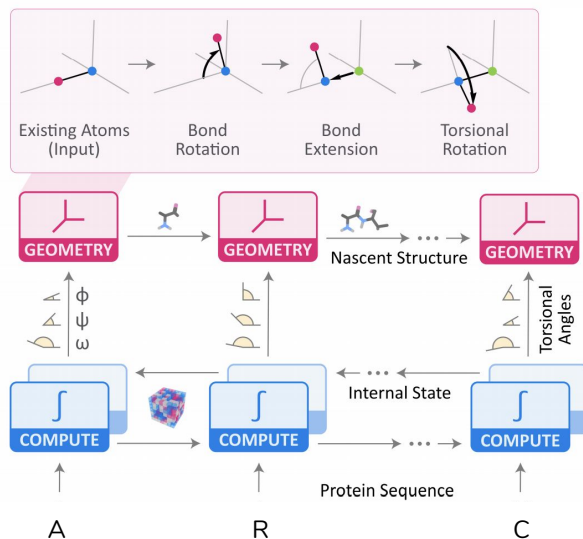 Existing Atoms
(Input)
Bond
Rotation
Bond
Extension
Torsional
Rotation
GEOMETRY
GEOMETRY
GEOMETRY
Nascent Structure
ϕ
ψ
ω
Torsional
Angles
Internal State
∫
∫
∫
COMPUTE
COMPUTE
COMPUTE
Protein Sequence
A
R
C